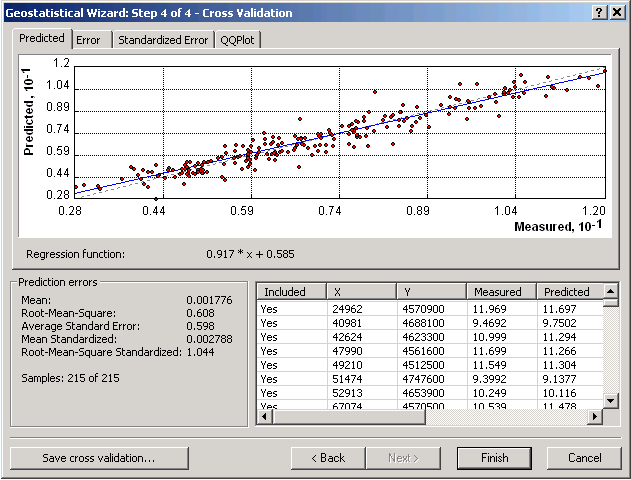 Geostatistical Wizard: Step 4 of 4 - Cross Validation
Predicted Error Standardized Error QQPlot
Predicted, 10-1
1.2
1.04
0.89
0.74
0.59
0.44
0.28
0.28 0.44 0.59 0.74 0.89 1.04 1.20
Measured, 10-1
Regression function: 0.917 * x + 0.585
Prediction errors
Mean: 0.001776
Root-Mean-Square: 0.608
Average Standard Error: 0.598
Mean Standardized: 0.002788
Root-Mean-Square Standardized: 1.044
Samples: 215 of 215
Included X Y Measured Predicted
Yes 24962 4570900 11.969 11.697
Yes 40981 4688100 9.4692 9.7502
Yes 42624 4623300 10.999 11.294
Yes 47990 4561600 11.699 11.266
Yes 49210 4512500 11.549 11.304
Yes 51474 4747600 9.3992 9.1377
Yes 52913 4653900 10.249 10.116
Yes 67074 4570500 10.539 11.478
Save cross validation... < Back Next > Finish Cancel